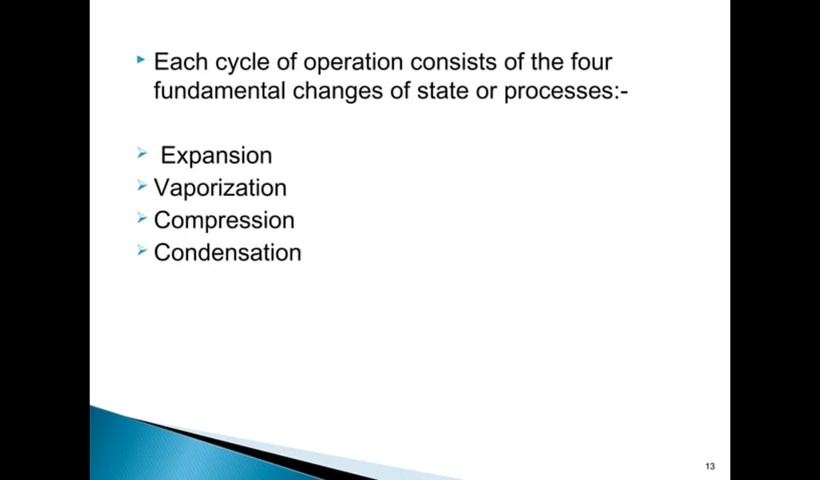 Each cycle of operation consists of the four
fundamental changes of state or processes:-
Expansion
Vaporization
Compression
Condensation
13